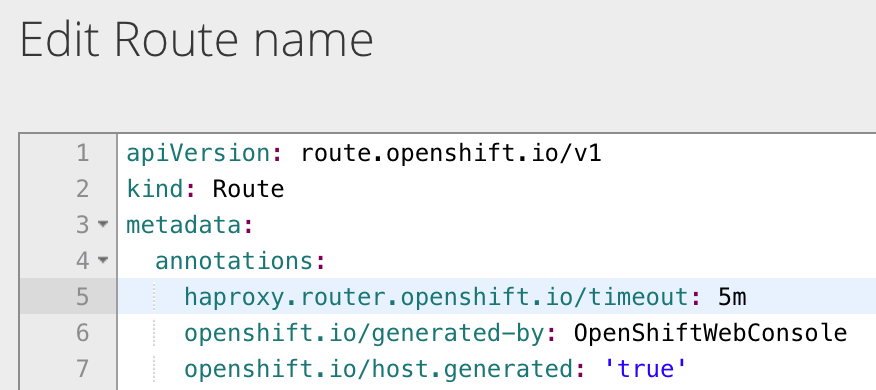 Edit Route name
1 apiVersion: route.openshift.io/v1
2 kind: Route
3 metadata:
4 annotations:
5 haproxy.router.openshift.io/timeout: 5m
6 openshift.io/generated-by: OpenShiftWebConsole
7 openshift.io/host.generated: 'true'